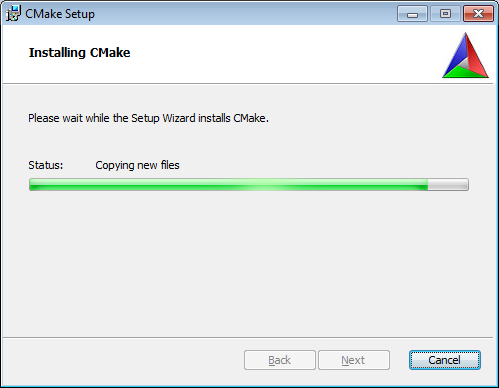 CMake Setup
Installing CMake
Please wait while the Setup Wizard installs CMake.
Status: Copying new files
Back Next Cancel